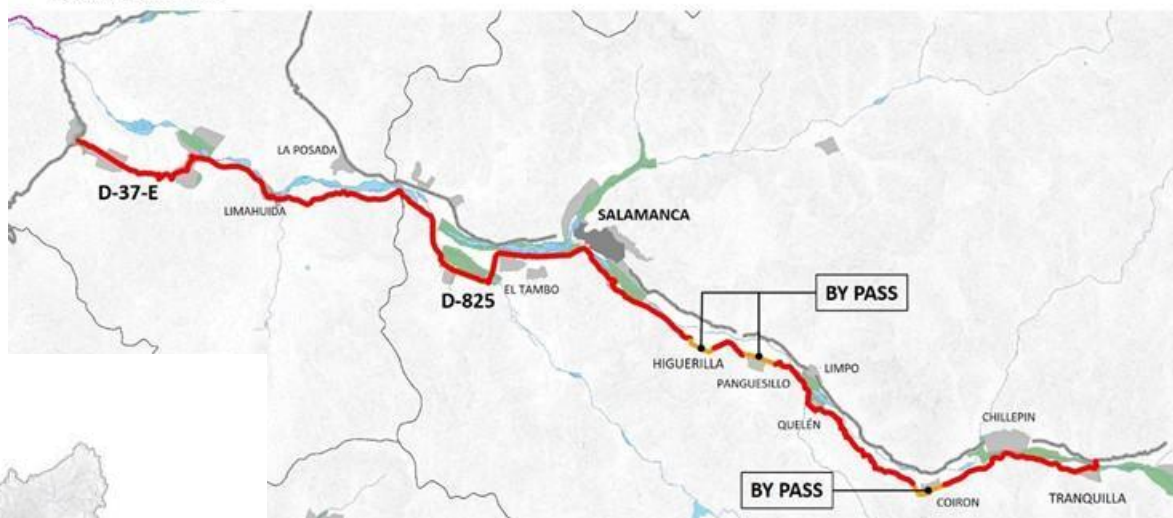 LA POSADA
D-37-E
LIMAHUIDA
SALAMANCA
EL TAMBO
D-825
BY PASS
HIGUERILLA
PANGUESILLO
LIMPO
QUELÉN
CHILLEPIN
BY PASS
COIRON
TRANQUILLA